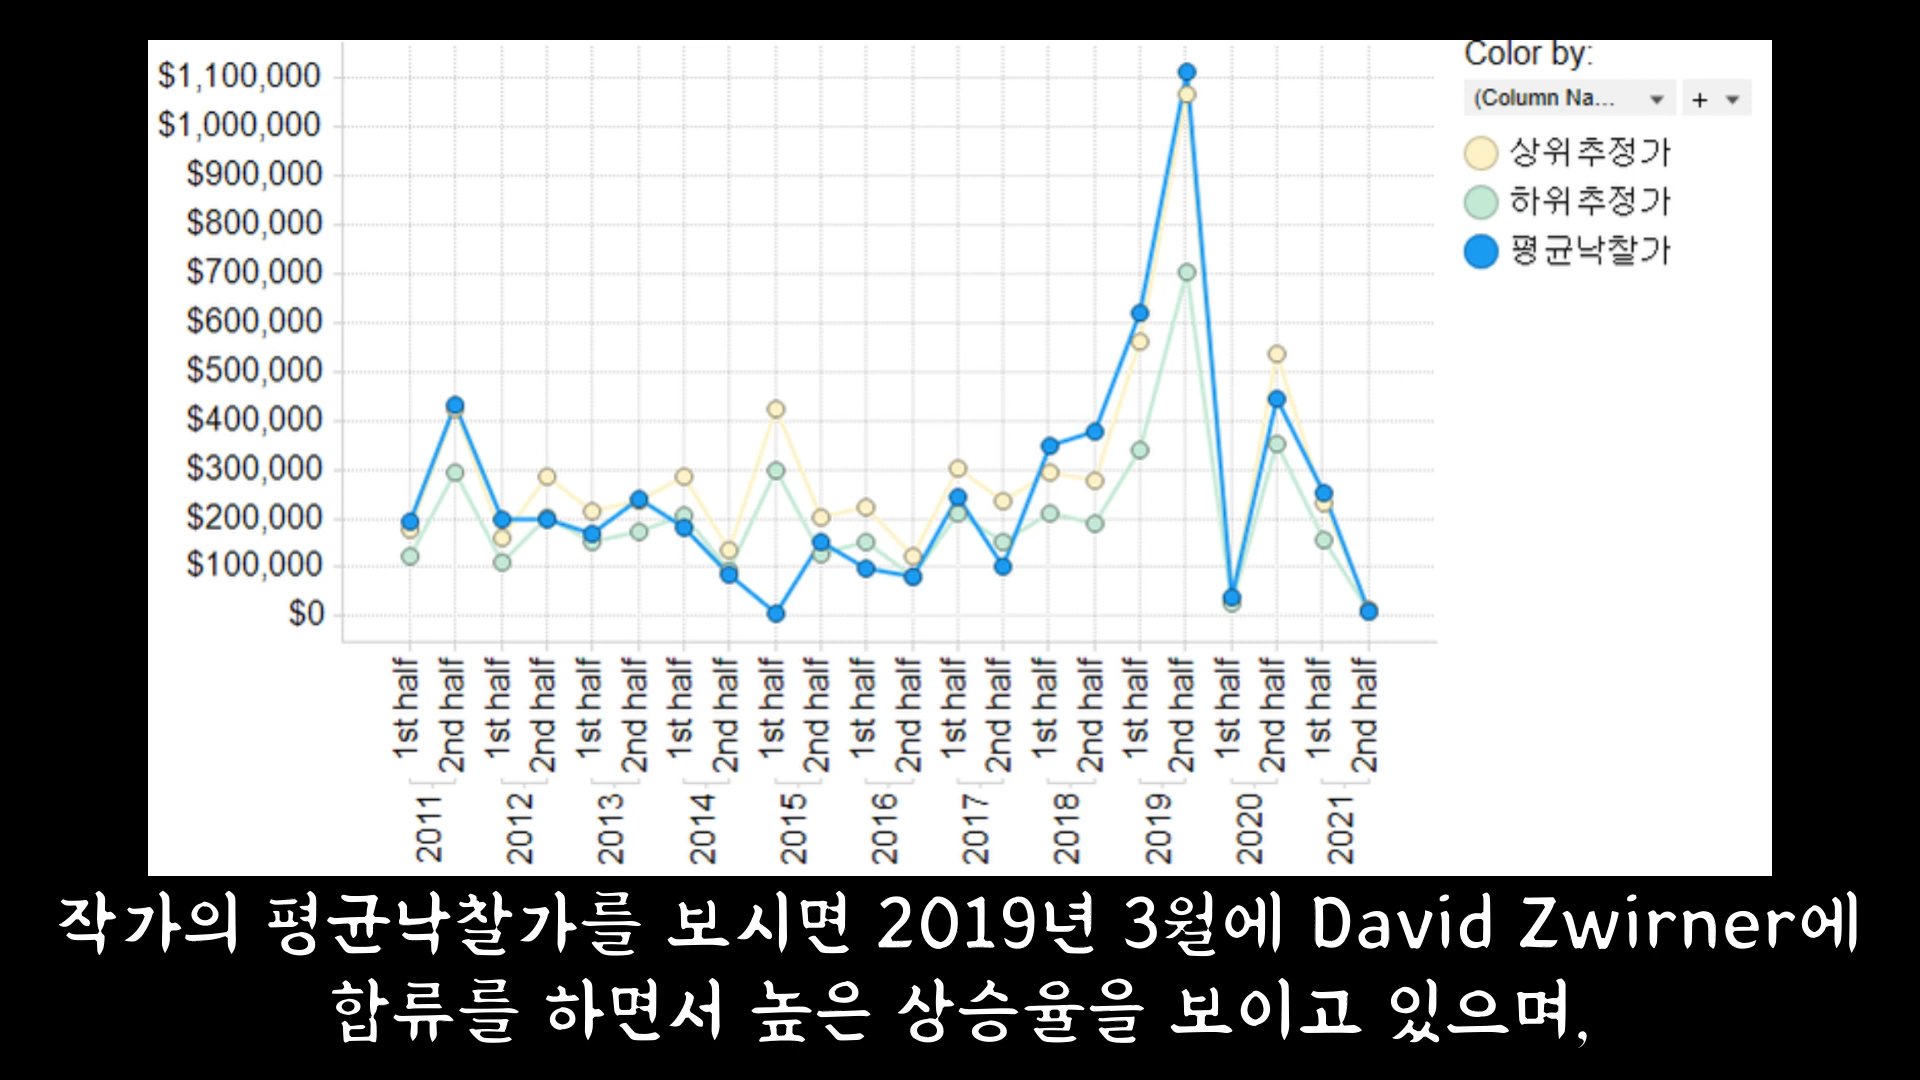 Color by:
(Column Na...
+
상위추정가
하위추정가
평균낙찰가
$1,100,000
$1,000,000
$900,000
$800,000
$700,000
$600,000
$500,000
$400,000
$300,000
$200,000
$100,000
$0
1st half
2nd half
1st half
2nd half
1st half
2nd half
1st half
2nd half
1st half
2nd half
1st half
2nd half
1st half
2nd half
1st half
2nd half
1st half
2nd half
1st half
2nd half
1st half
2nd half
2011
2012
2013
2014
2015
2016
2017
2018
2019
2020
2021
작가의 평균낙찰가를 보시면 2019년 3월에 David Zwirner에
합류를 하면서 높은 상승율을 보이고 있으며,